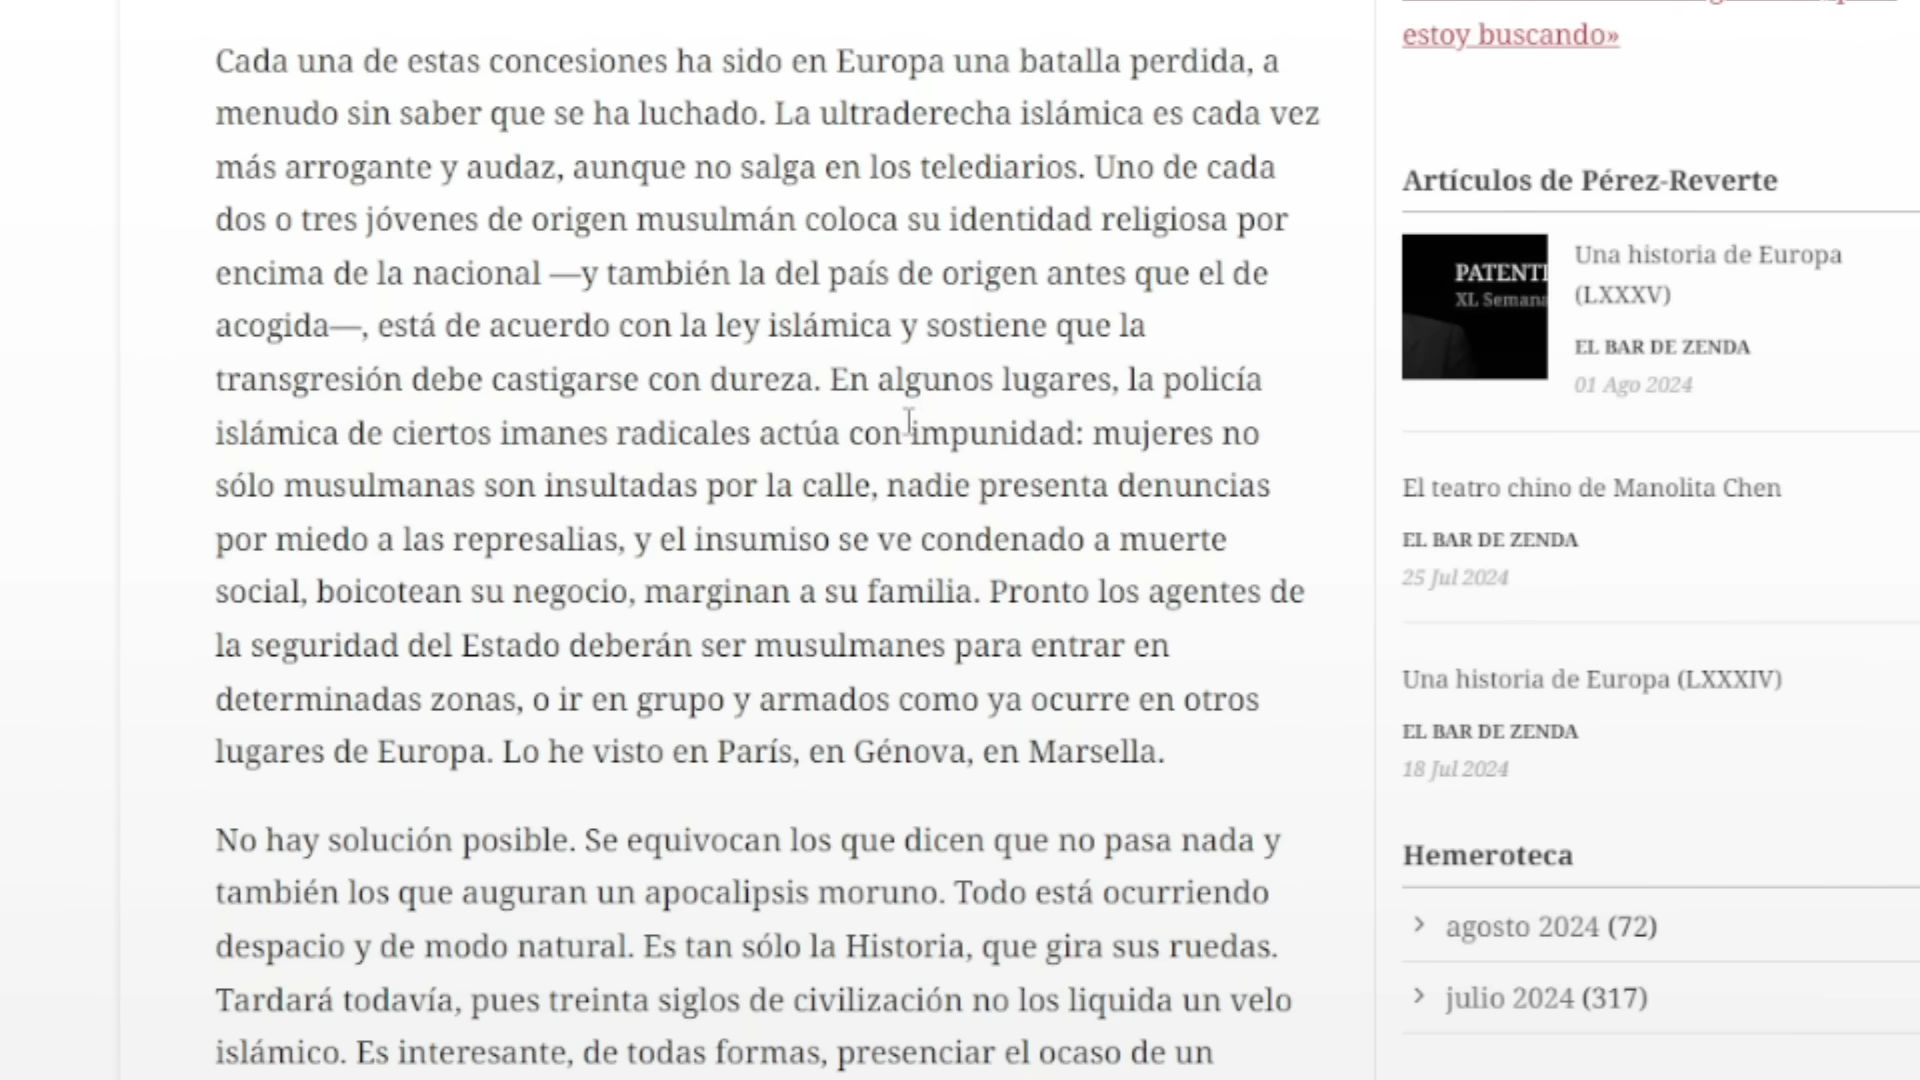 Cada una de estas concesiones ha sido en Europa una batalla perdida, a
menudo sin saber que se ha luchado. La ultraderecha islámica es cada vez
más arrogante y audaz, aunque no salga en los telediarios. Uno de cada
dos o tres jóvenes de origen musulmán coloca su identidad religiosa por
encima de la nacional —y también la del país de origen antes que el de
acogida—, está de acuerdo con la ley islámica y sostiene que la
transgresión debe castigarse con dureza. En algunos lugares, la policía
islámica de ciertos imanes radicales actúa con impunidad: mujeres no
sólo musulmanas son insultadas por la calle, nadie presenta denuncias
por miedo a las represalias, y el insumiso se ve condenado a muerte
social, boicotean su negocio, marginan a su familia. Pronto los agentes de
la seguridad del Estado deberán ser musulmanes para entrar en
determinadas zonas, o ir en grupo y armados como ya ocurre en otros
lugares de Europa. Lo he visto en París, en Génova, en Marsella.
No hay solución posible. Se equivocan los que dicen que no pasa nada y
también los que auguran un apocalipsis moruno. Todo está ocurriendo
despacio y de modo natural. Es tan sólo la Historia, que gira sus ruedas.
Tardará todavía, pues treinta siglos de civilización no los liquida un velo
islámico. Es interesante, de todas formas, presenciar el ocaso de un
estoy buscando»
Artículos de Pérez-Reverte
PATENT
XL Semana
Una historia de Europa
(LXXXV)
EL BAR DE ZENDA
01 Ago 2024
El teatro chino de Manolita Chen
EL BAR DE ZENDA
25 Jul 2024
Una historia de Europa (LXXXIV)
EL BAR DE ZENDA
18 Jul 2024
Hemeroteca
agosto 2024 (72)
julio 2024 (317)